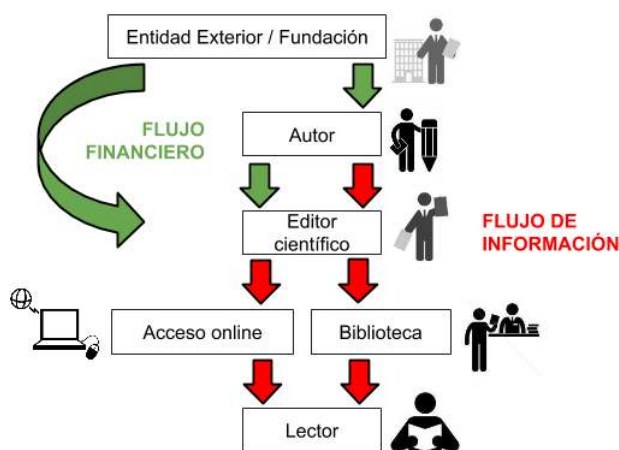 Entidad Exterior / Fundación
FLUJO
FINANCIERO
Autor
Editor
científico
FLUJO DE
INFORMACIÓN
Acceso online
Biblioteca
Lector